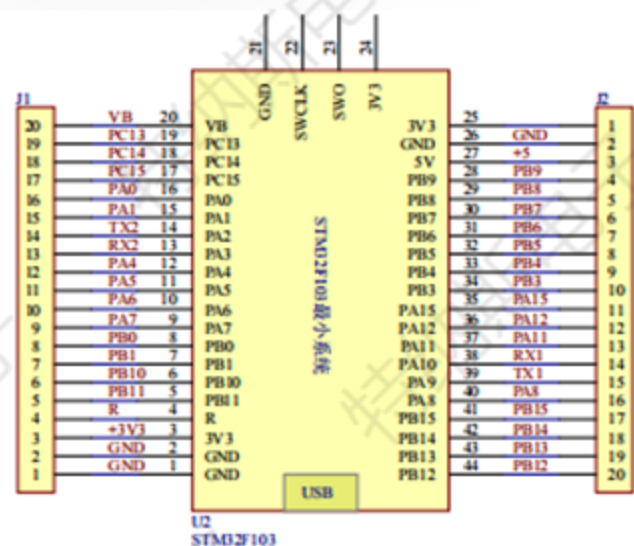 21 22 23 24
GND SWCLK SWO 3V3
J1 J2
20 VB 20 VB 3V3 25 1
19 PC13 19 PC13 GND 26 GND 2
18 PC14 18 PC14 5V 27 +5 3
17 PC15 17 PC15 PB9 28 PB9 4
16 PA0 16 PA0 PB8 29 PB8 5
15 PA1 15 PA1 PB7 30 PB7 6
14 TX2 14 PA2 PB6 31 PB6 7
13 RX2 13 PA3 PB5 32 PB5 8
12 PA4 12 PA4 PB4 33 PB4 9
11 PA5 11 PA5 PB3 34 PB3 10
10 PA6 10 PA6 PA15 35 PA15 11
9 PA7 9 PA7 PA12 36 PA12 12
8 PB0 8 PB0 PA11 37 PA11 13
7 PB1 7 PB1 PA10 38 RX1 14
6 PB10 6 PB10 PA9 39 TX1 15
5 PB11 5 PB11 PA8 40 PA8 16
4 R 4 R PB15 41 PB15 17
3 +3V3 3 3V3 PB14 42 PB14 18
2 GND 2 GND PB13 43 PB13 19
1 GND 1 GND PB12 44 PB12 20
STM32F103最小系统
USB
U2
STM32F103